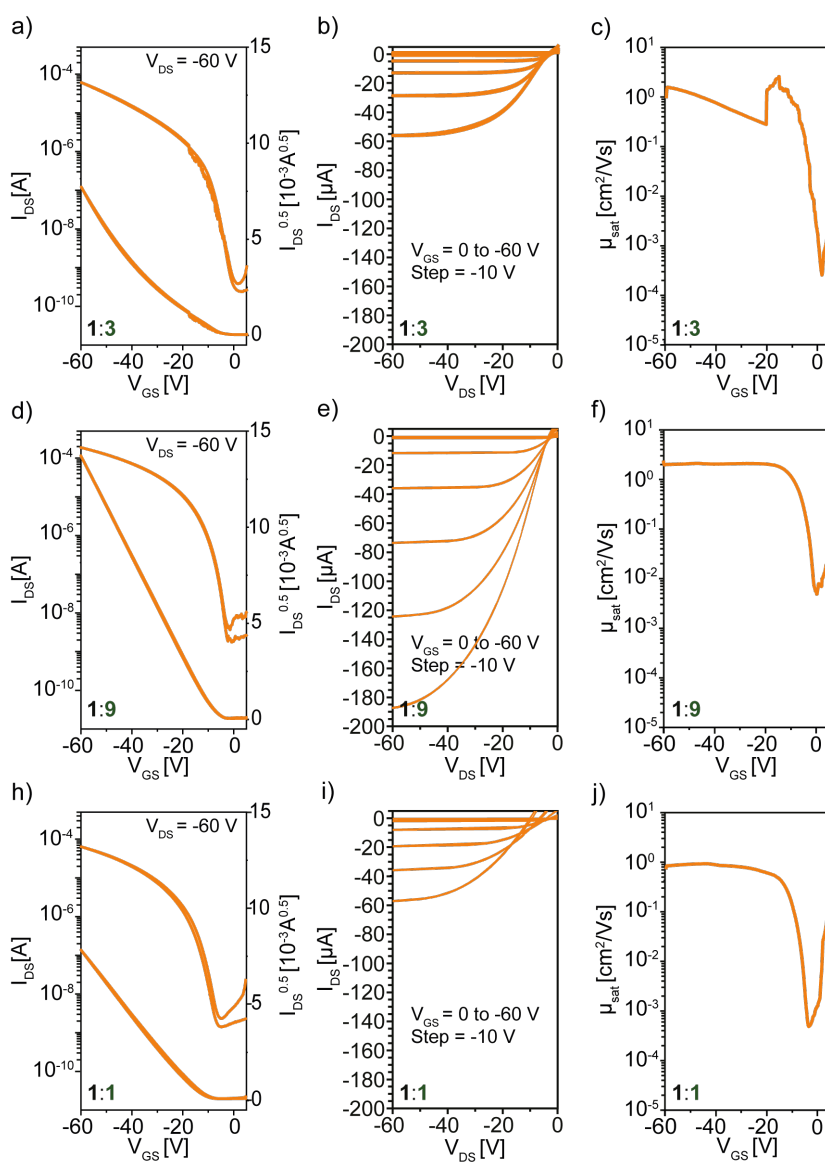 a)
V_DS = -60 V
10^-4
10^-6
10^-8
10^-10
I_DS [A]
15
10
5
0
I_DS^0.5 [10^-3A^0.5]
1:3
-60 -40 -20 0
V_GS [V]
b)
0
-20
-40
-60
-80
-100
-120
-140
-160
-180
-200
I_DS [µA]
V_GS = 0 to -60 V
Step = -10 V
1:3
-60 -40 -20 0
V_DS [V]
c)
10^1
10^0
10^-1
10^-2
10^-3
10^-4
10^-5
µ_sat [cm^2/Vs]
1:3
-60 -40 -20 0
V_GS [V]
d)
V_DS = -60 V
10^-4
10^-6
10^-8
10^-10
I_DS [A]
15
10
5
0
I_DS^0.5 [10^-3A^0.5]
1:9
-60 -40 -20 0
V_GS [V]
e)
0
-20
-40
-60
-80
-100
-120
-140
-160
-180
-200
I_DS [µA]
V_GS = 0 to -60 V
Step = -10 V
1:9
-60 -40 -20 0
V_DS [V]
f)
10^1
10^0
10^-1
10^-2
10^-3
10^-4
10^-5
µ_sat [cm^2/Vs]
1:9
-60 -40 -20 0
V_GS [V]
h)
V_DS = -60 V
10^-4
10^-6
10^-8
10^-10
I_DS [A]
15
10
5
0
I_DS^0.5 [10^-3A^0.5]
1:1
-60 -40 -20 0
V_GS [V]
i)
0
-20
-40
-60
-80
-100
-120
-140
-160
-180
-200
I_DS [µA]
V_GS = 0 to -60 V
Step = -10 V
1:1
-60 -40 -20 0
V_DS [V]
j)
10^1
10^0
10^-1
10^-2
10^-3
10^-4
10^-5
µ_sat [cm^2/Vs]
1:1
-60 -40 -20 0
V_GS [V]